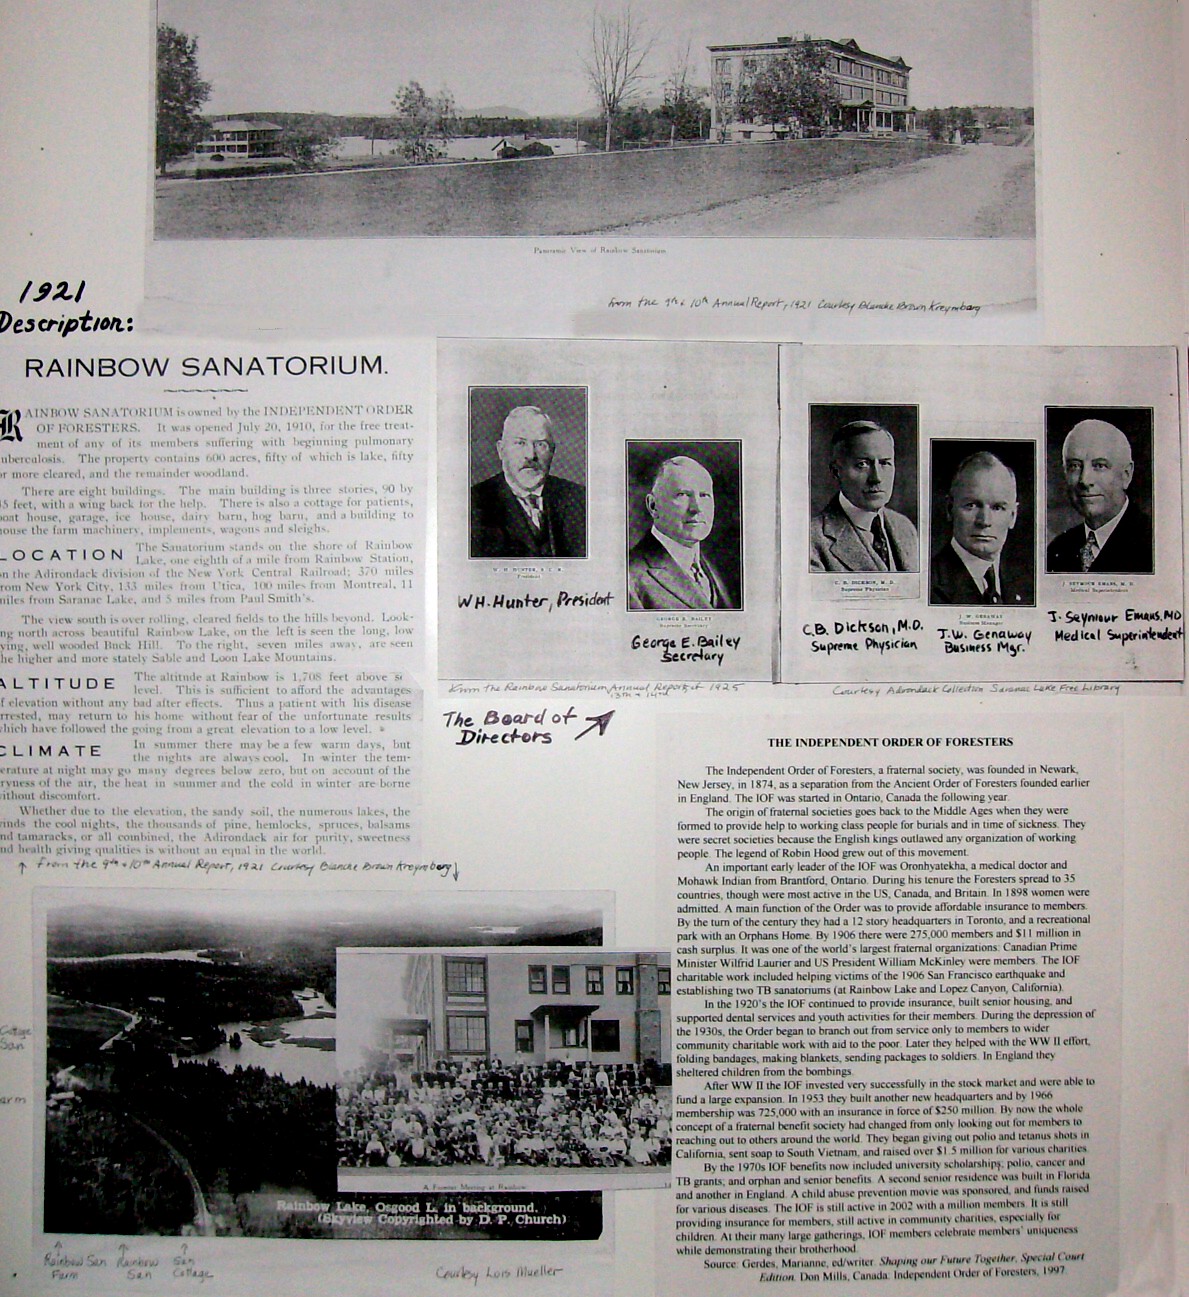 Panoramic View of Rainbow Sanatorium
from the 9th & 10th Annual Report, 1921 Courtesy Blanche Brown Kreymborg
1921
Description:
RAINBOW SANATORIUM.
RAINBOW SANATORIUM is owned by the INDEPENDENT ORDER
OF FORESTERS. It was opened July 20, 1910, for the free treat-
ment of any of its members suffering with beginning pulmonary
tuberculosis. The property contains 600 acres, fifty of which is lake, fifty
or more cleared, and the remainder woodland.
There are eight buildings. The main building is three stories, 90 by
45 feet, with a wing back for the help. There is also a cottage for patients,
boat house, garage, ice house, dairy barn, hog barn, and a building to
house the farm machinery, implements, wagons and sleighs.
LOCATION The Sanatorium stands on the shore of Rainbow
Lake, one eighth of a mile from Rainbow Station,
on the Adirondack division of the New York Central Railroad; 370 miles
from New York City, 133 miles from Utica, 100 miles from Montreal, 11
miles from Saranac Lake, and 5 miles from Paul Smith's.
The view south is over rolling, cleared fields to the hills beyond. Look-
ing north across beautiful Rainbow Lake, on the left is seen the long, low
lying, well wooded Buck Hill. To the right, seven miles away, are seen
the higher and more stately Sable and Loon Lake Mountains.
ALTITUDE The altitude at Rainbow is 1,708 feet above
level. This is sufficient to afford the advantages
of elevation without any bad after effects. Thus a patient with his disease
arrested, may return to his home without fear of the unfortunate results
which have followed the going from a great elevation to a low level.
CLIMATE In summer there may be a few warm days, but
the nights are always cool. In winter the tem-
erature at night may go many degrees below zero, but on account of the
ryness of the air, the heat in summer and the cold in winter are borne
without discomfort.
Whether due to the elevation, the sandy soil, the numerous lakes, the
winds the cool nights, the thousands of pine, hemlocks, spruces, balsams
nd tamaracks, or all combined, the Adirondack air for purity, sweetness
nd health giving qualities is without an equal in the world.
↑ From the 9th & 10th Annual Report, 1921 Courtesy Blanche Brown Kreymborg ↓
W. H. HUNTER,
President
W.H. Hunter, President
GEORGE E. BAILEY
Supreme Secretary
George E. Bailey
Secretary
From the Rainbow Sanatorium Annual Report of 1925
13th & 14th
C. B. DICKSON, M.D.
Supreme Physician
C.B. Dickson, M.D.
Supreme Physician
J. W. GENAWAY
Business Manager
J.W. Genaway
Business Mgr.
J. SEYMOUR EMANS, M. D.
Medical Superintendent
J. Seymour Emans, MD
Medical Superintendent
Courtesy Adirondack Collection Saranac Lake Free Library
The Board of
Directors
THE INDEPENDENT ORDER OF FORESTERS
The Independent Order of Foresters, a fraternal society, was founded in Newark,
New Jersey, in 1874, as a separation from the Ancient Order of Foresters founded earlier
in England. The IOF was started in Ontario, Canada the following year.
The origin of fraternal societies goes back to the Middle Ages when they were
formed to provide help to working class people for burials and in time of sickness. They
were secret societies because the English kings outlawed any organization of working
people. The legend of Robin Hood grew out of this movement.
An important early leader of the IOF was Oronhyatekha, a medical doctor and
Mohawk Indian from Brantford, Ontario. During his tenure the Foresters spread to 35
countries, though were most active in the US, Canada, and Britain. In 1898 women were
admitted. A main function of the Order was to provide affordable insurance to members.
By the turn of the century they had a 12 story headquarters in Toronto, and a recreational
park with an Orphans Home. By 1906 there were 275,000 members and $11 million in
cash surplus. It was one of the world's largest fraternal organizations. Canadian Prime
Minister Wilfrid Laurier and US President William McKinley were members. The IOF
charitable work included helping victims of the 1906 San Francisco earthquake and
establishing two TB sanatoriums (at Rainbow Lake and Lopez Canyon, California).
In the 1920's the IOF continued to provide insurance, built senior housing, and
supported dental services and youth activities for their members. During the depression of
the 1930s, the Order began to branch out from service only to members to wider
community charitable work with aid to the poor. Later they helped with the WW II effort,
folding bandages, making blankets, sending packages to soldiers. In England they
sheltered children from the bombings.
After WW II the IOF invested very successfully in the stock market and were able to
fund a large expansion. In 1953 they built another new headquarters and by 1966
membership was 725,000 with an insurance in force of $250 million. By now the whole
concept of a fraternal benefit society had changed from only looking out for members to
reaching out to others around the world. They began giving out polio and tetanus shots in
California, sent soap to South Vietnam, and raised over $1.5 million for various charities.
By the 1970s IOF benefits now included university scholarships, polio, cancer and
TB grants; and orphan and senior benefits. A second senior residence was built in Florida
and another in England. A child abuse prevention movie was sponsored, and funds raised
for various diseases. The IOF is still active in 2002 with a million members. It is still
providing insurance for members, still active in community charities, especially for
children. At their many large gatherings, IOF members celebrate members' uniqueness
while demonstrating their brotherhood.
Source: Gerdes, Marianne, ed/writer. Shaping our Future Together, Special Court
Edition. Don Mills, Canada: Independent Order of Foresters, 1997.
Cottage
San
arm
A Forester Meeting at Rainbow
Rainbow Lake, Osgood L. in background.
(Skyview Copyrighted by D. P. Church)
Rainbow San
Farm
Rainbow
San
San
Cottage
Courtesy Lois Mueller